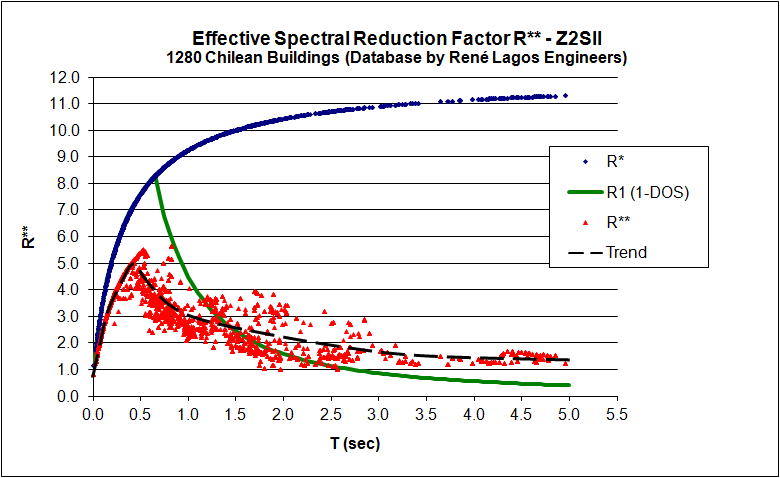 Effective Spectral Reduction Factor R** - Z2SII
1280 Chilean Buildings (Database by René Lagos Engineers)
12.0
11.0
10.0
9.0
8.0
7.0
6.0
5.0
4.0
3.0
2.0
1.0
0.0
R**
R*
R1 (1-DOS)
R**
Trend
0.0 0.5 1.0 1.5 2.0 2.5 3.0 3.5 4.0 4.5 5.0 5.5
T (sec)